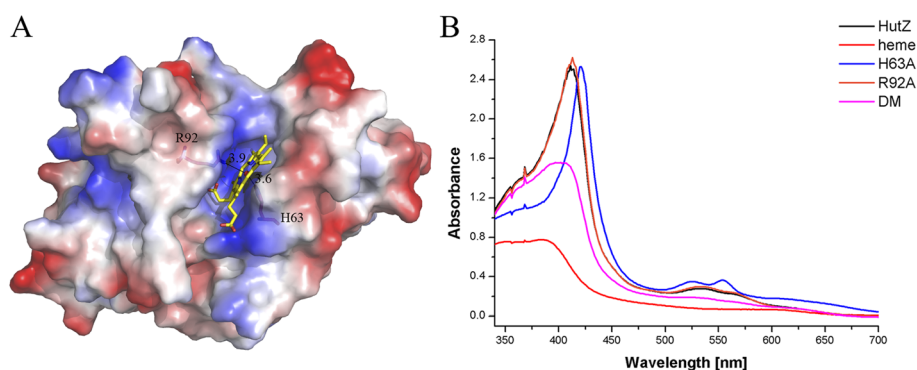 A
R92
3.9
3.6
H63
B
HutZ
heme
H63A
R92A
DM
2.8
2.4
2.0
1.6
1.2
0.8
0.4
0.0
Absorbance
350 400 450 500 550 600 650 700
Wavelength [nm]